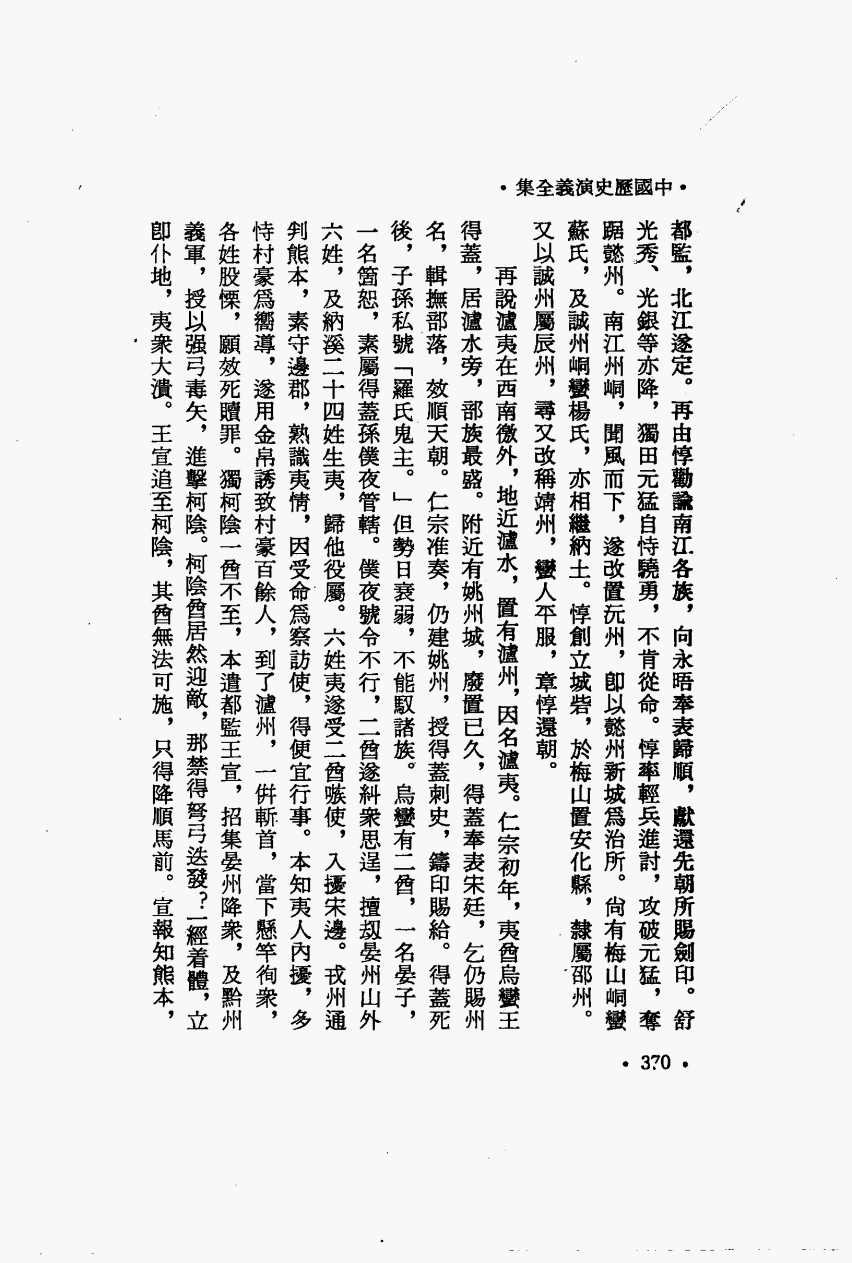 •中國歷史演義全集•
都監，北江遂定。再由惇勸諭南江各族，向永晤奉表歸順，獻還先朝所賜劍印。舒
光秀、光銀等亦降，獨田元猛自恃驍勇，不肯從命。惇率輕兵進討，攻破元猛，奪
踞懿州。南江州峒，聞風而下，遂改置沅州，卽以懿州新城爲治所。尙有梅山峒蠻
蘇氏，及誠州峒蠻楊氏，亦相繼納土。惇創立城砦，於梅山置安化縣，隸屬邵州。
又以誠州屬辰州，尋又改稱靖州，蠻人平服，章惇還朝。
再說瀘夷在西南徼外，地近瀘水，置有瀘州，因名瀘夷。仁宗初年，夷酋烏蠻王
得蓋，居瀘水旁，部族最盛。附近有姚州城，廢置已久，得蓋奉表宋廷，乞仍賜州
名，輯撫部落，效順天朝。仁宗准奏，仍建姚州，授得蓋刺史，鑄印賜給。得蓋死
後，子孫私號「羅氏鬼主。」但勢日衰弱，不能馭諸族。烏蠻有二酋，一名晏子，
一名箇恕，素屬得蓋孫僕夜管轄。僕夜號令不行，二酋遂糾衆思逞，擅刧晏州山外
六姓，及納溪二十四姓生夷，歸他役屬。六姓夷遂受二酋嗾使，入擾宋邊。戎州通
判熊本，素守邊郡，熟識夷情，因受命爲察訪使，得便宜行事。本知夷人內擾，多
恃村豪爲嚮導，遂用金帛誘致村豪百餘人，到了瀘州，一倂斬首，當下懸竿徇衆，
各姓股慄，願效死贖罪。獨柯陰一酋不至，本遣都監王宣，招集晏州降衆，及黔州
義軍，授以强弓毒矢，進擊柯陰。柯陰酋居然迎敵，那禁得弩弓迭發？一經着體，立
卽仆地，夷衆大潰。王宣追至柯陰，其酋無法可施，只得降順馬前。宣報知熊本，
•370•